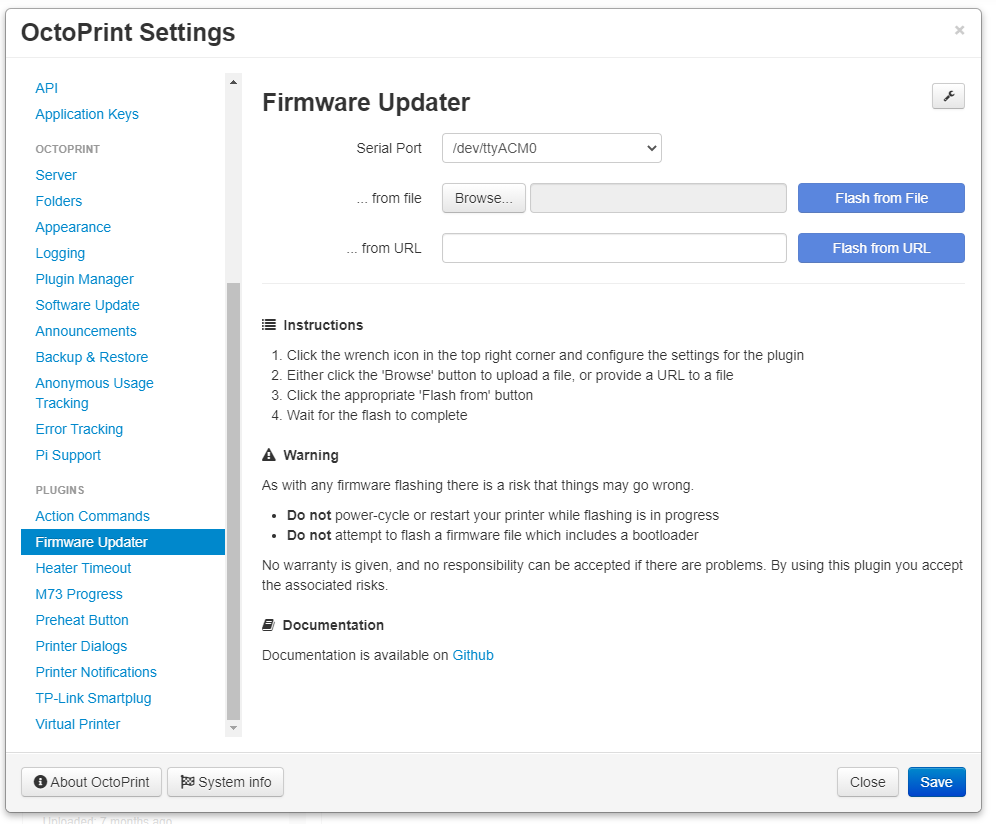 OctoPrint Settings
×
API
Application Keys
OCTOPRINT
Server
Folders
Appearance
Logging
Plugin Manager
Software Update
Announcements
Backup & Restore
Anonymous Usage
Tracking
Error Tracking
Pi Support
PLUGINS
Action Commands
Firmware Updater
Heater Timeout
M73 Progress
Preheat Button
Printer Dialogs
Printer Notifications
TP-Link Smartplug
Virtual Printer
Firmware Updater
Serial Port /dev/ttyACM0
... from file Browse... Flash from File
... from URL Flash from URL
Instructions
1. Click the wrench icon in the top right corner and configure the settings for the plugin
2. Either click the 'Browse' button to upload a file, or provide a URL to a file
3. Click the appropriate 'Flash from' button
4. Wait for the flash to complete
Warning
As with any firmware flashing there is a risk that things may go wrong.
• Do not power-cycle or restart your printer while flashing is in progress
• Do not attempt to flash a firmware file which includes a bootloader
No warranty is given, and no responsibility can be accepted if there are problems. By using this plugin you accept
the associated risks.
Documentation
Documentation is available on Github
About OctoPrint System info Close Save
Uploaded: 7 months ago